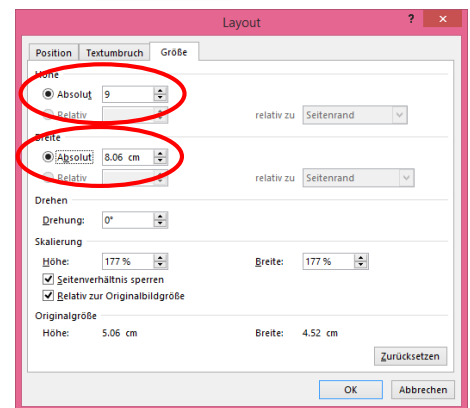 Layout ? ×
Position Textumbruch Größe
Höhe
Absolut 9
Relativ relativ zu Seitenrand
Breite
Absolut 8.06 cm
Relativ relativ zu Seitenrand
Drehen
Drehung: 0°
Skalierung
Höhe: 177 % Breite: 177 %
Seitenverhältnis sperren
Relativ zur Originalbildgröße
Originalgröße
Höhe: 5.06 cm Breite: 4.52 cm
Zurücksetzen
OK Abbrechen